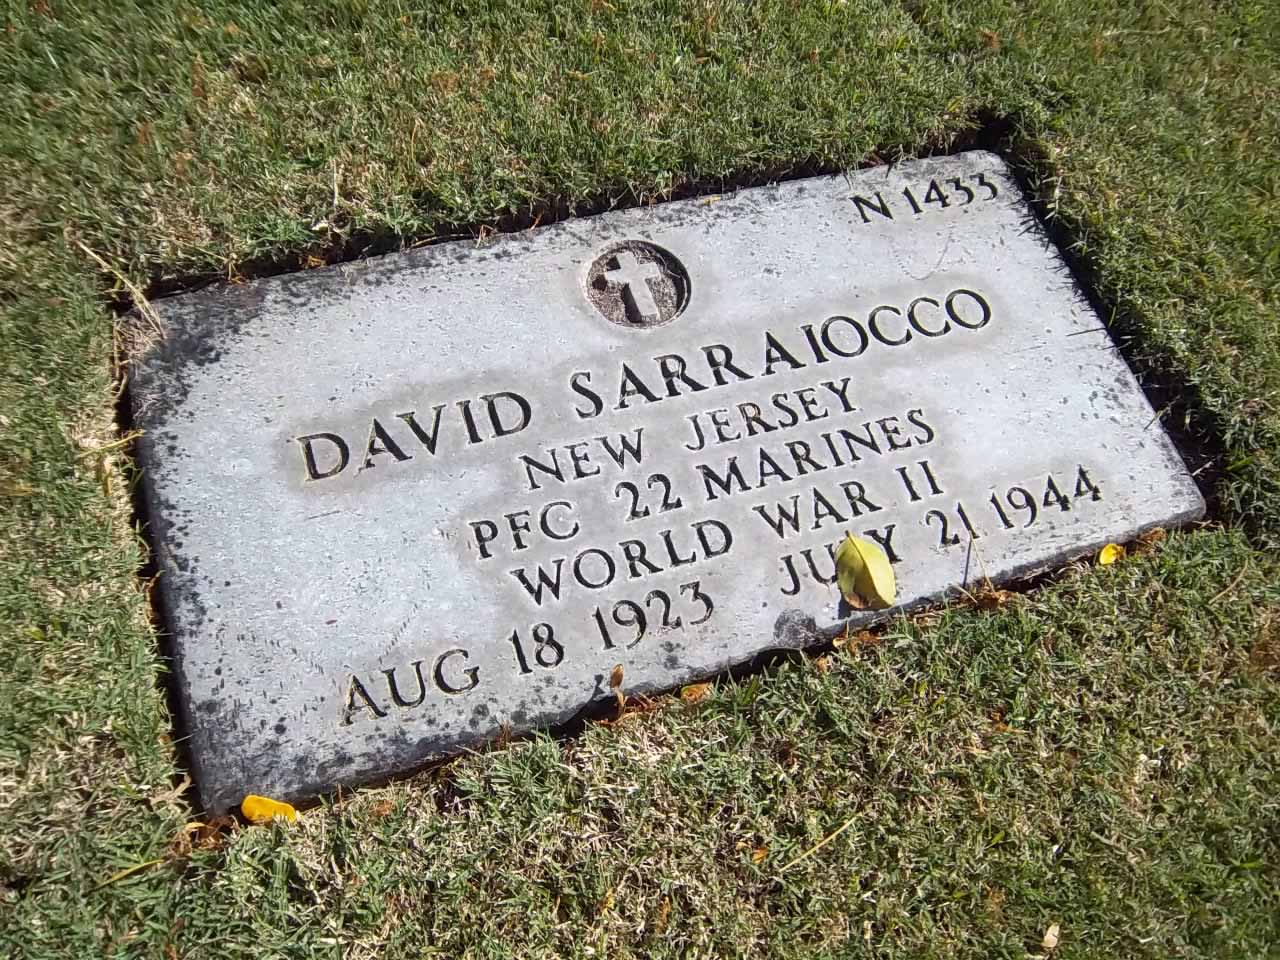 N 1433
DAVID SARRAIOCCO
NEW JERSEY
PFC 22 MARINES
WORLD WAR II
AUG 18 1923 JULY 21 1944